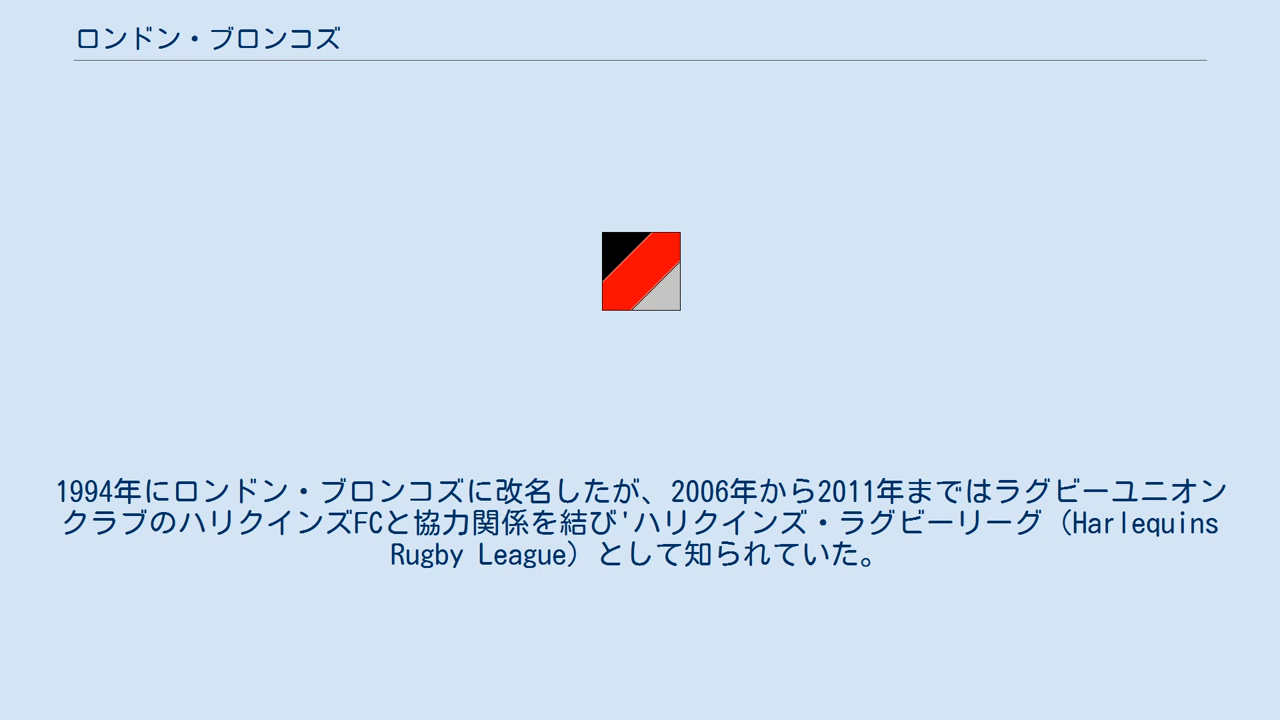 ロンドン・ブロンコズ
1994年にロンドン・ブロンコズに改名したが、2006年から2011年まではラグビーユニオン
クラブのハリクインズFCと協力関係を結び'ハリクインズ・ラグビーリーグ（Harlequins
Rugby League）として知られていた。